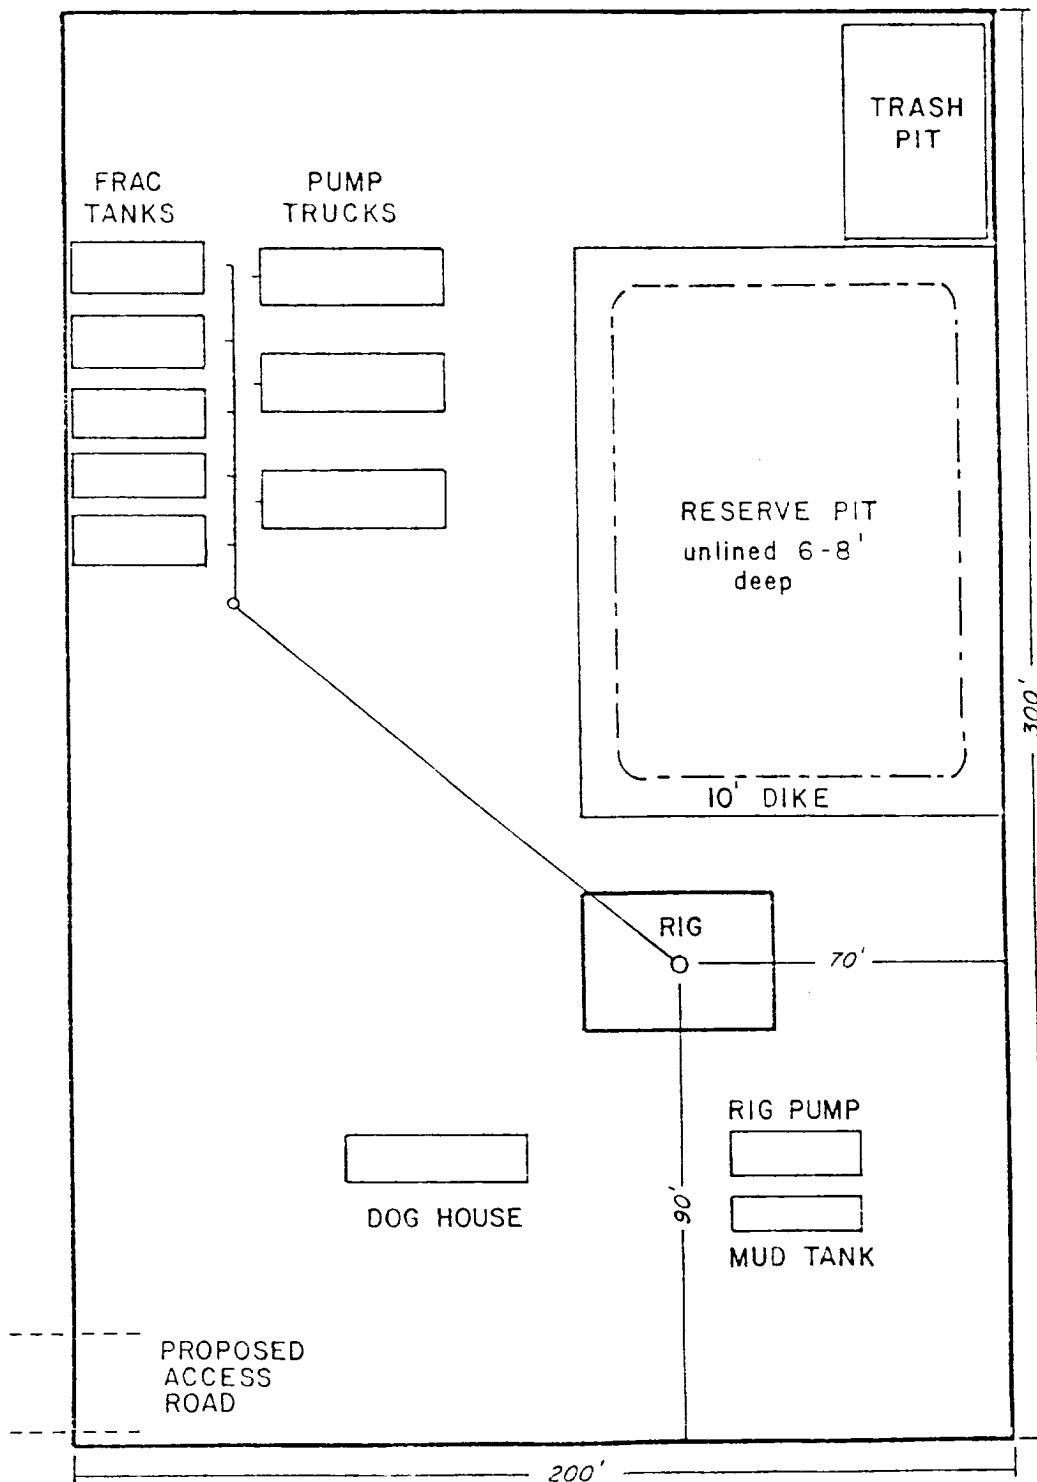 TRASH
PIT
FRAC
TANKS
PUMP
TRUCKS
RESERVE PIT
unlined 6-8'
deep
300'
10' DIKE
RIG
70'
RIG PUMP
90'
DOG HOUSE
MUD TANK
PROPOSED
ACCESS
ROAD
200'